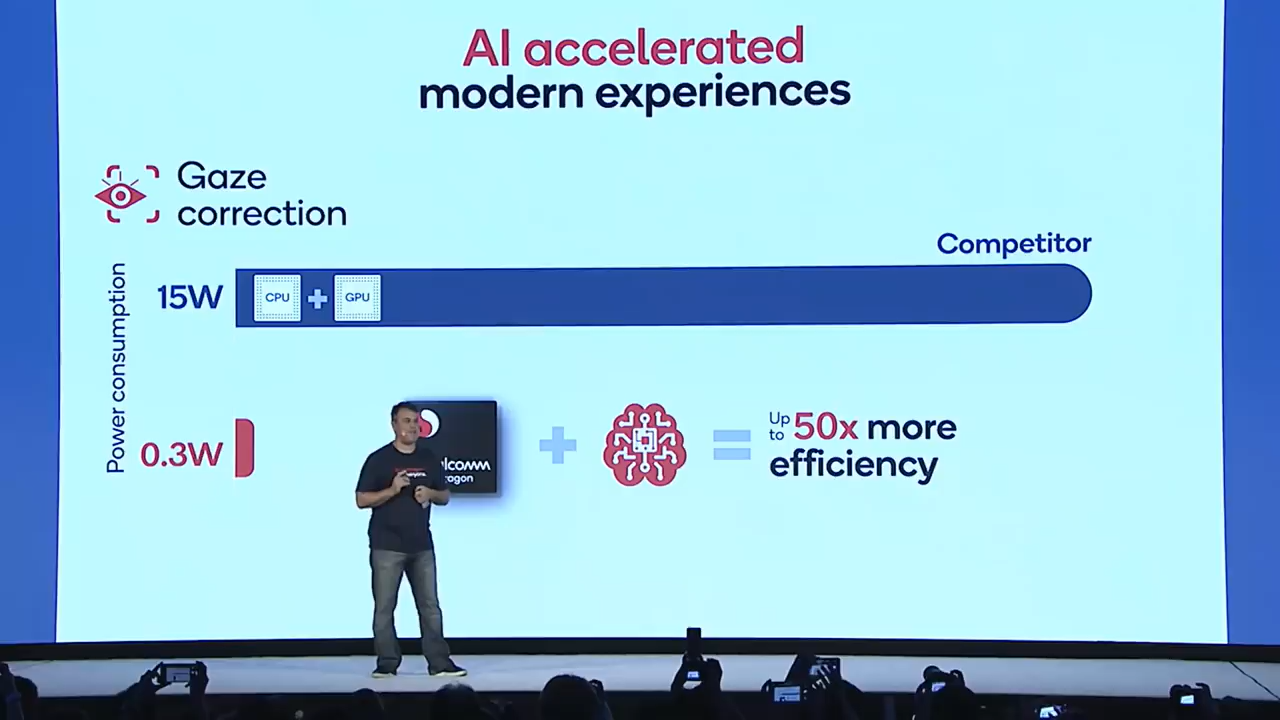 AI accelerated
modern experiences
Gaze
correction
Competitor
Power consumption
15W
CPU
GPU
0.3W
Up
to
50x more
efficiency